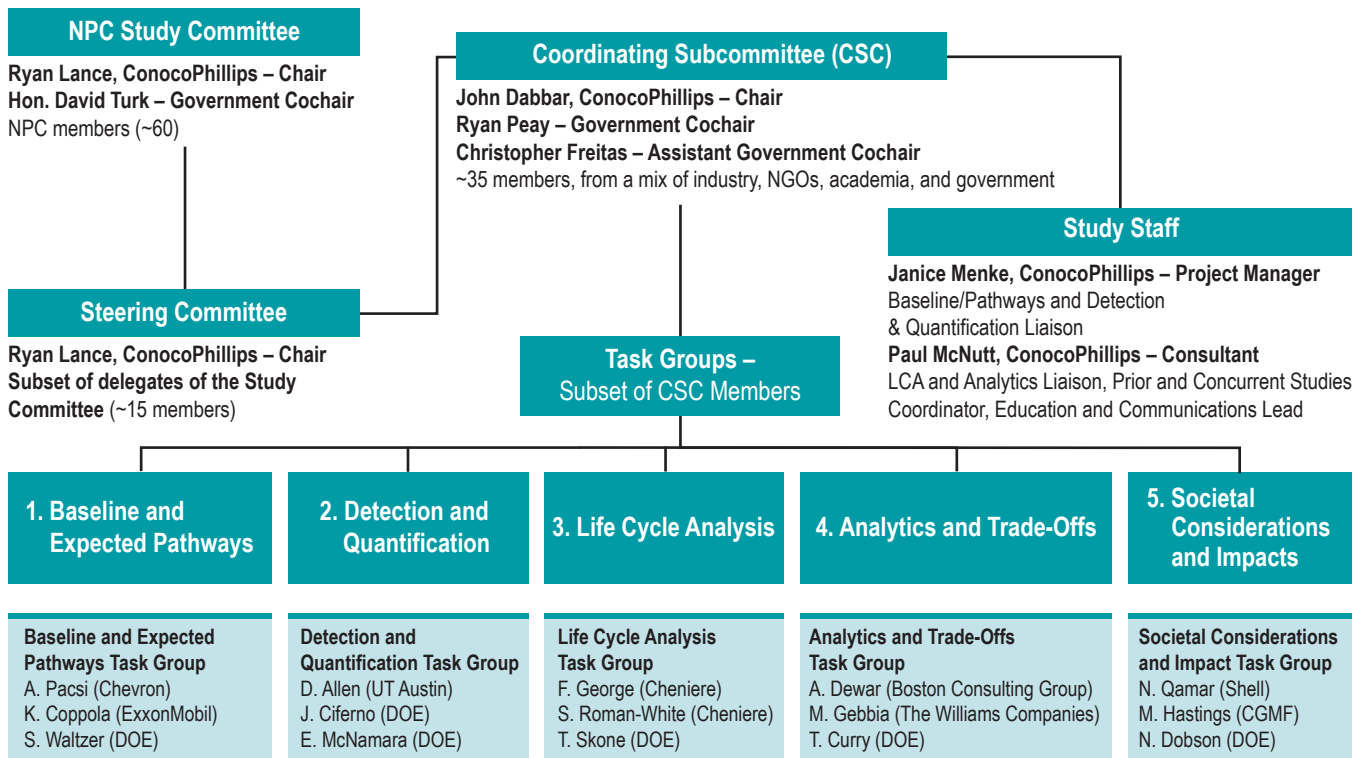 NPC Study Committee
Ryan Lance, ConocoPhillips – Chair
Hon. David Turk – Government Cochair
NPC members (~60)
Coordinating Subcommittee (CSC)
John Dabbar, ConocoPhillips – Chair
Ryan Peay – Government Cochair
Christopher Freitas – Assistant Government Cochair
~35 members, from a mix of industry, NGOs, academia, and government
Study Staff
Janice Menke, ConocoPhillips – Project Manager
Baseline/Pathways and Detection
& Quantification Liaison
Paul McNutt, ConocoPhillips – Consultant
LCA and Analytics Liaison, Prior and Concurrent Studies
Coordinator, Education and Communications Lead
Steering Committee
Ryan Lance, ConocoPhillips – Chair
Subset of delegates of the Study
Committee (~15 members)
Task Groups –
Subset of CSC Members
1. Baseline and
Expected Pathways
2. Detection and
Quantification
3. Life Cycle Analysis
4. Analytics and Trade-Offs
5. Societal
Considerations
and Impacts
Baseline and Expected
Pathways Task Group
A. Pacsi (Chevron)
K. Coppola (ExxonMobil)
S. Waltzer (DOE)
Detection and
Quantification Task Group
D. Allen (UT Austin)
J. Ciferno (DOE)
E. McNamara (DOE)
Life Cycle Analysis
Task Group
F. George (Cheniere)
S. Roman-White (Cheniere)
T. Skone (DOE)
Analytics and Trade-Offs
Task Group
A. Dewar (Boston Consulting Group)
M. Gebbia (The Williams Companies)
T. Curry (DOE)
Societal Considerations
and Impact Task Group
N. Qamar (Shell)
M. Hastings (CGMF)
N. Dobson (DOE)